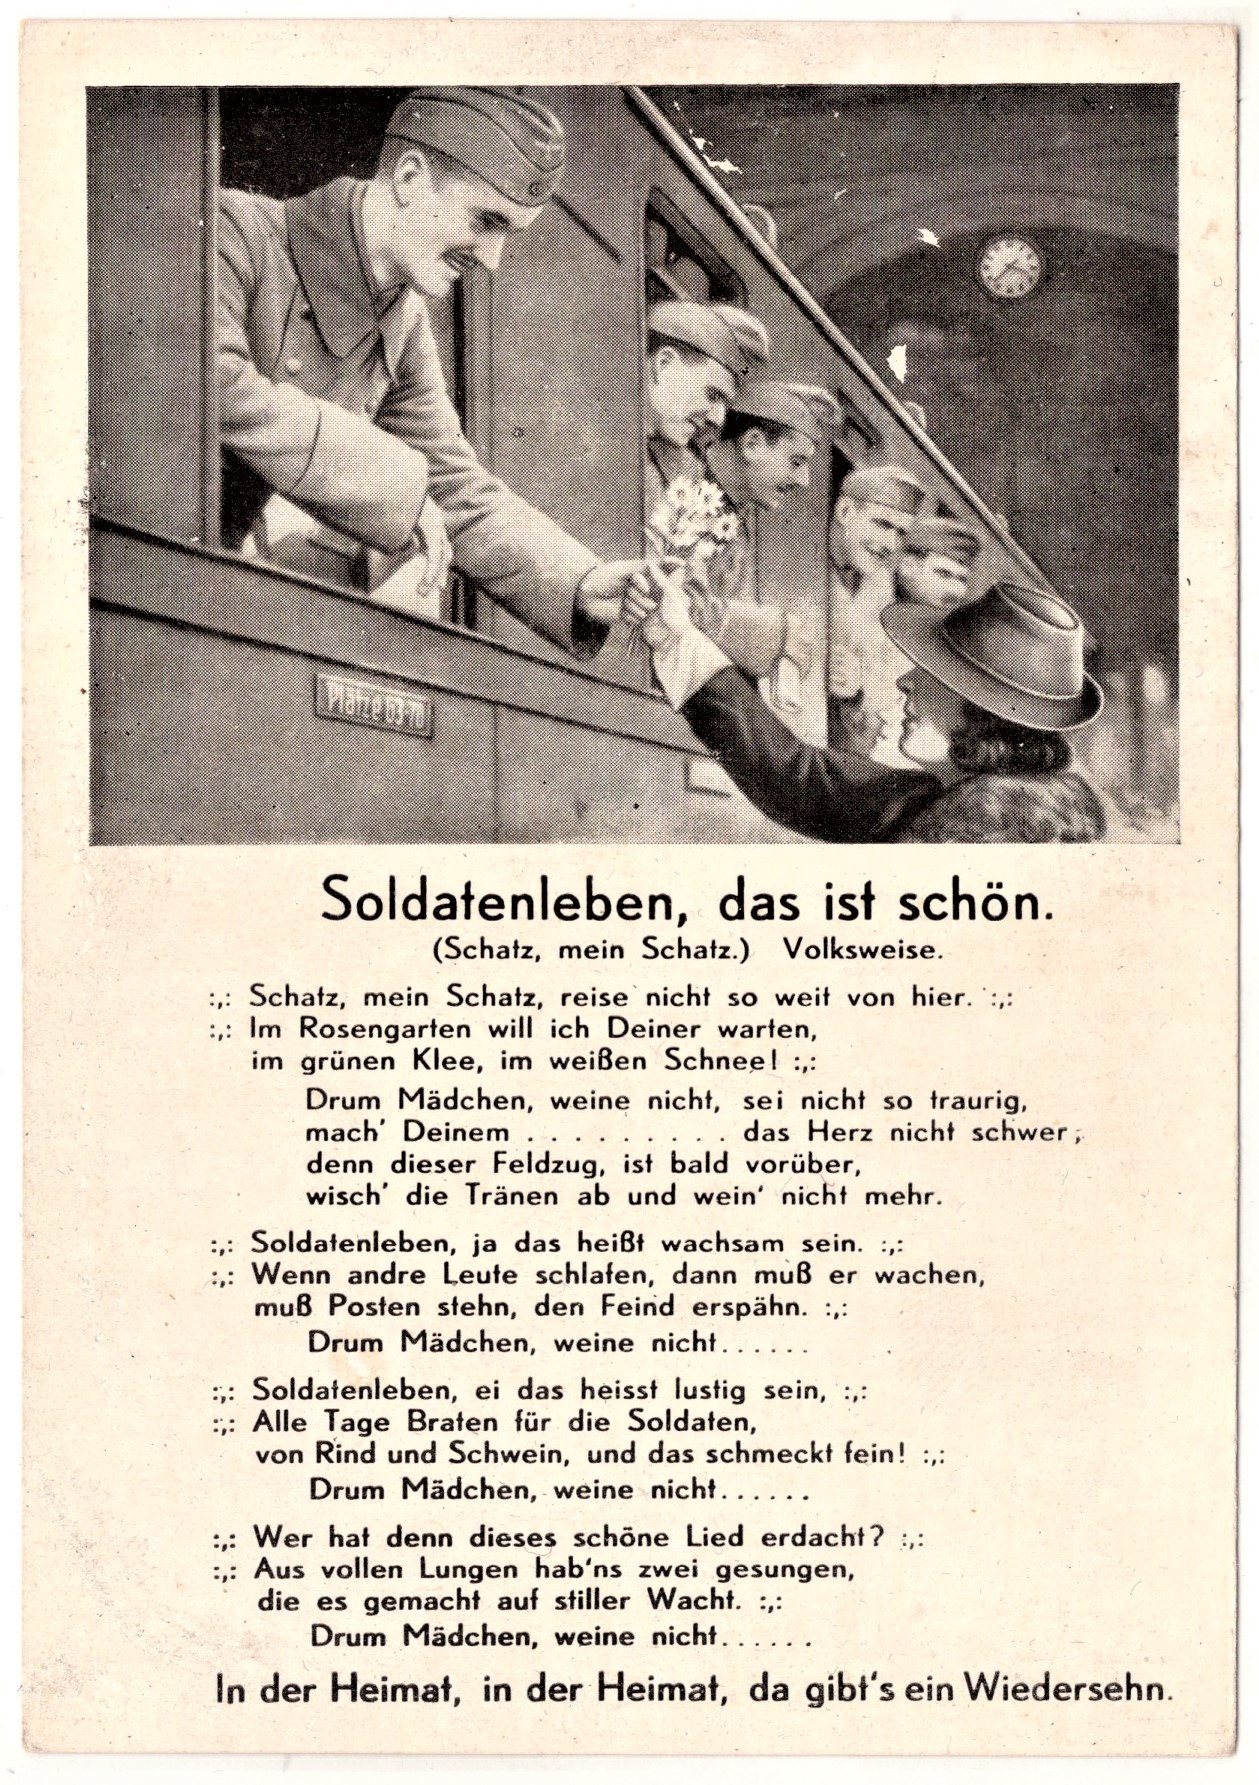 Plätze 63-70
Soldatenleben, das ist schön.
(Schatz, mein Schatz.) Volksweise.
:,: Schatz, mein Schatz, reise nicht so weit von hier. :,:
:,: Im Rosengarten will ich Deiner warten,
im grünen Klee, im weißen Schnee! :,:
Drum Mädchen, weine nicht, sei nicht so traurig,
mach' Deinem . . . . . . . . . . das Herz nicht schwer,
denn dieser Feldzug, ist bald vorüber,
wisch' die Tränen ab und wein' nicht mehr.
:,: Soldatenleben, ja das heißt wachsam sein. :,:
:,: Wenn andre Leute schlafen, dann muß er wachen,
muß Posten stehn, den Feind erspähn. :,:
Drum Mädchen, weine nicht......
:,: Soldatenleben, ei das heisst lustig sein, :,:
:,: Alle Tage Braten für die Soldaten,
von Rind und Schwein, und das schmeckt fein! :,:
Drum Mädchen, weine nicht......
:,: Wer hat denn dieses schöne Lied erdacht? :,:
:,: Aus vollen Lungen hab'ns zwei gesungen,
die es gemacht auf stiller Wacht. :,:
Drum Mädchen, weine nicht......
In der Heimat, in der Heimat, da gibt's ein Wiedersehn.